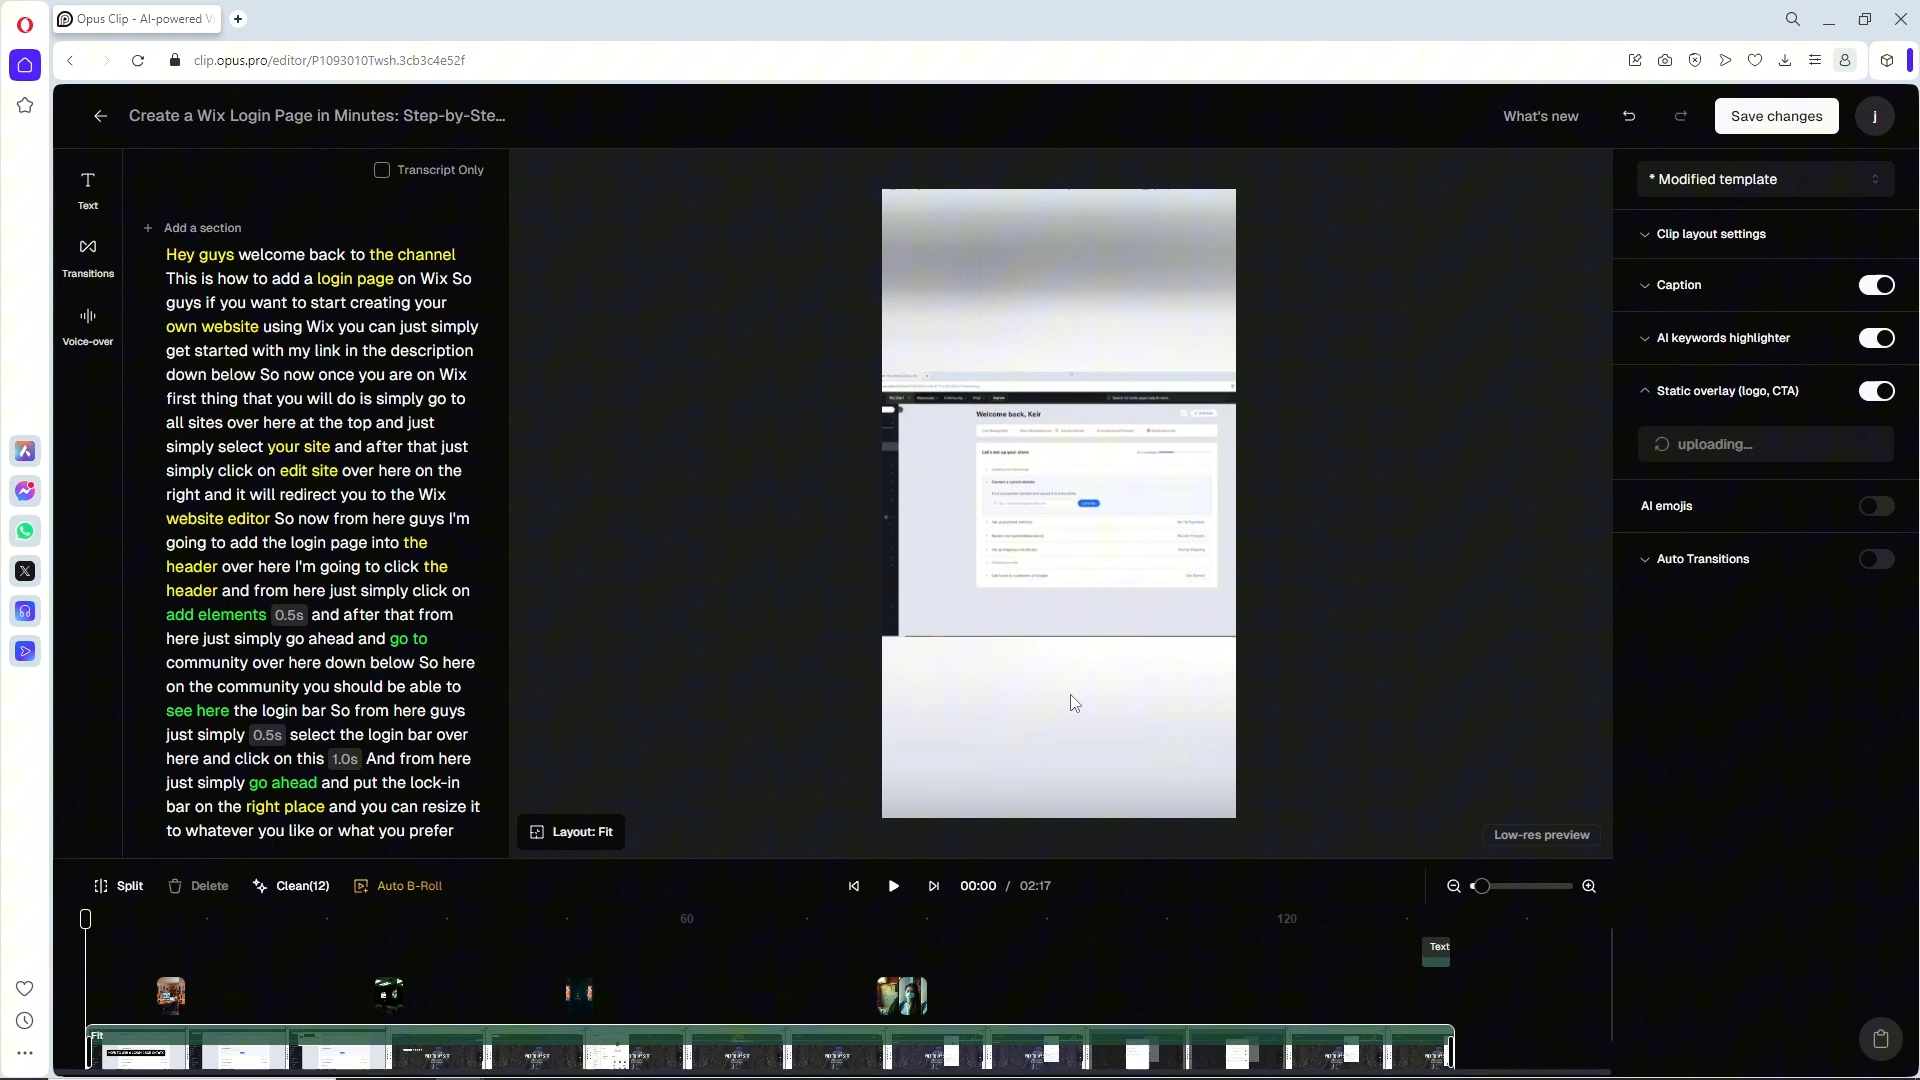 Opus Clip - AI-powered Vi
clip.opus.pro/editor/P1093010Twsh.3cb3c4e52f
Create a Wix Login Page in Minutes: Step-by-Ste...
What's new
Save changes
j
Text
Transitions
Voice-over
Transcript Only
Add a section
Hey guys welcome back to the channel
This is how to add a login page on Wix So
guys if you want to start creating your
own website using Wix you can just simply
get started with my link in the description
down below So now once you are on Wix
first thing that you will do is simply go to
all sites over here at the top and just
simply select your site and after that just
simply click on edit site over here on the
right and it will redirect you to the Wix
website editor So now from here guys I'm
going to add the login page into the
header over here I'm going to click the
header and from here just simply click on
add elements 0.5s and after that from
here just simply go ahead and go to
community over here down below So here
on the community you should be able to
see here the login bar So from here guys
just simply 0.5s select the login bar over
here and click on this 1.0s And from here
just simply go ahead and put the lock-in
bar on the right place and you can resize it
to whatever you like or what you prefer
Welcome back, Keir
Let's set up your store
Layout: Fit
Low-res preview
* Modified template
Clip layout settings
Caption
AI keywords highlighter
Static overlay (logo, CTA)
uploading...
AI emojis
Auto Transitions
Split
Delete
Clean(12)
Auto B-Roll
00:00 / 02:17
60
120
Text
Fit